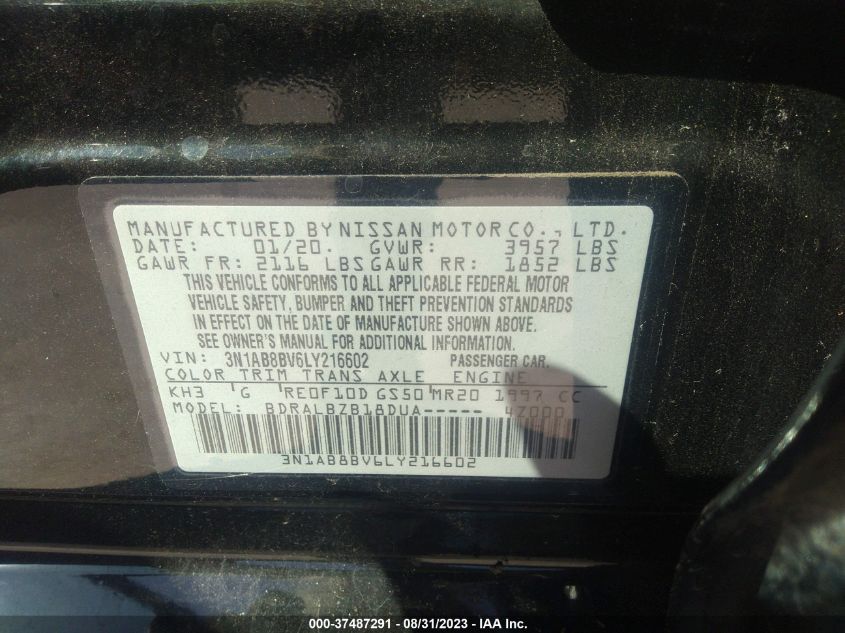 MANUFACTURED BY NISSAN MOTOR CO., LTD.
DATE: 01/20. GVWR: 3957 LBS
GAWR FR: 2116 LBS GAWR RR: 1852 LBS
THIS VEHICLE CONFORMS TO ALL APPLICABLE FEDERAL MOTOR
VEHICLE SAFETY, BUMPER AND THEFT PREVENTION STANDARDS
IN EFFECT ON THE DATE OF MANUFACTURE SHOWN ABOVE.
SEE OWNER'S MANUAL FOR ADDITIONAL INFORMATION.
VIN: 3N1AB8BV6LY216602 PASSENGER CAR.
COLOR TRIM TRANS AXLE ENGINE
KH3 G RE0F10D GS50 MR20 1997 CC
MODEL: BDRALBZB18DUA----- 4Z000
3N1AB8BV6LY216602
000-37487291 - 08/31/2023 - IAA Inc.